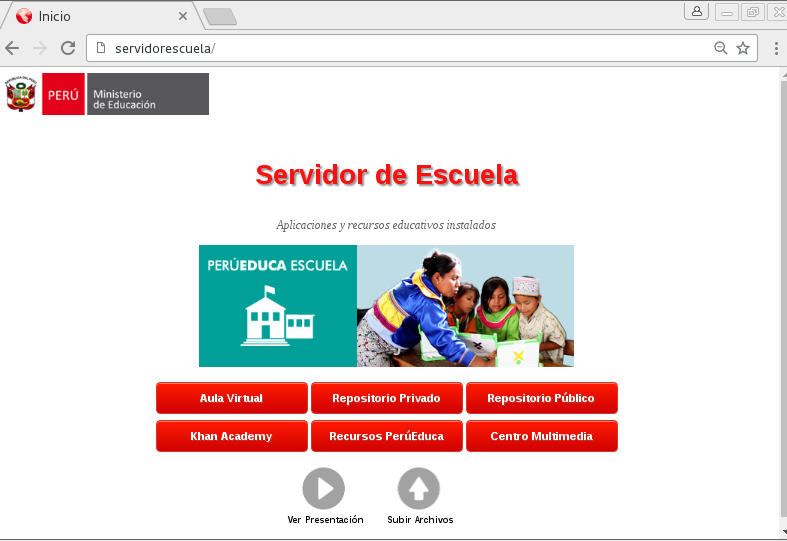 Inicio
servidorescuela/
PERÚ
Ministerio
de Educación
Servidor de Escuela
Aplicaciones y recursos educativos instalados
PERÚEDUCA ESCUELA
Aula Virtual
Repositorio Privado
Repositorio Público
Khan Academy
Recursos PerúEduca
Centro Multimedia
Ver Presentación
Subir Archivos